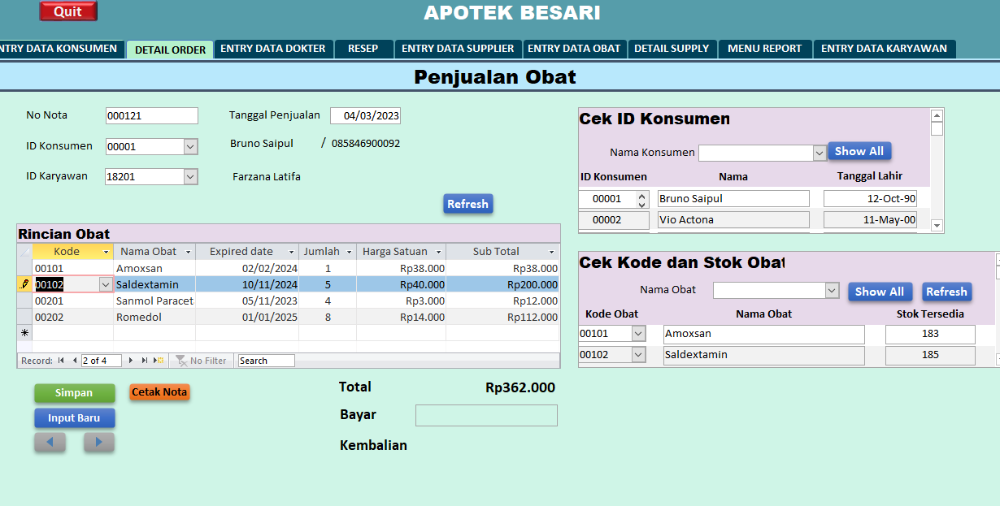 Quit
APOTEK BESARI
NTRY DATA KONSUMEN DETAIL ORDER ENTRY DATA DOKTER RESEP ENTRY DATA SUPPLIER ENTRY DATA OBAT DETAIL SUPPLY MENU REPORT ENTRY DATA KARYAWAN
Penjualan Obat
No Nota 000121 Tanggal Penjualan 04/03/2023
ID Konsumen 00001 Bruno Saipul / 085846900092
ID Karyawan 18201 Farzana Latifa
Refresh
Rincian Obat
Kode Nama Obat Expired date Jumlah Harga Satuan Sub Total
00101 Amoxsan 02/02/2024 1 Rp38.000 Rp38.000
00102 Saldextamin 10/11/2024 5 Rp40.000 Rp200.000
00201 Sanmol Paraceta 05/11/2023 4 Rp3.000 Rp12.000
00202 Romedol 01/01/2025 8 Rp14.000 Rp112.000
*
Record: 2 of 4 No Filter Search
Simpan Cetak Nota
Input Baru
Total Rp362.000
Bayar
Kembalian
Cek ID Konsumen
Nama Konsumen Show All
ID Konsumen Nama Tanggal Lahir
00001 Bruno Saipul 12-Oct-90
00002 Vio Actona 11-May-00
Cek Kode dan Stok Obat
Nama Obat Show All Refresh
Kode Obat Nama Obat Stok Tersedia
00101 Amoxsan 183
00102 Saldextamin 185